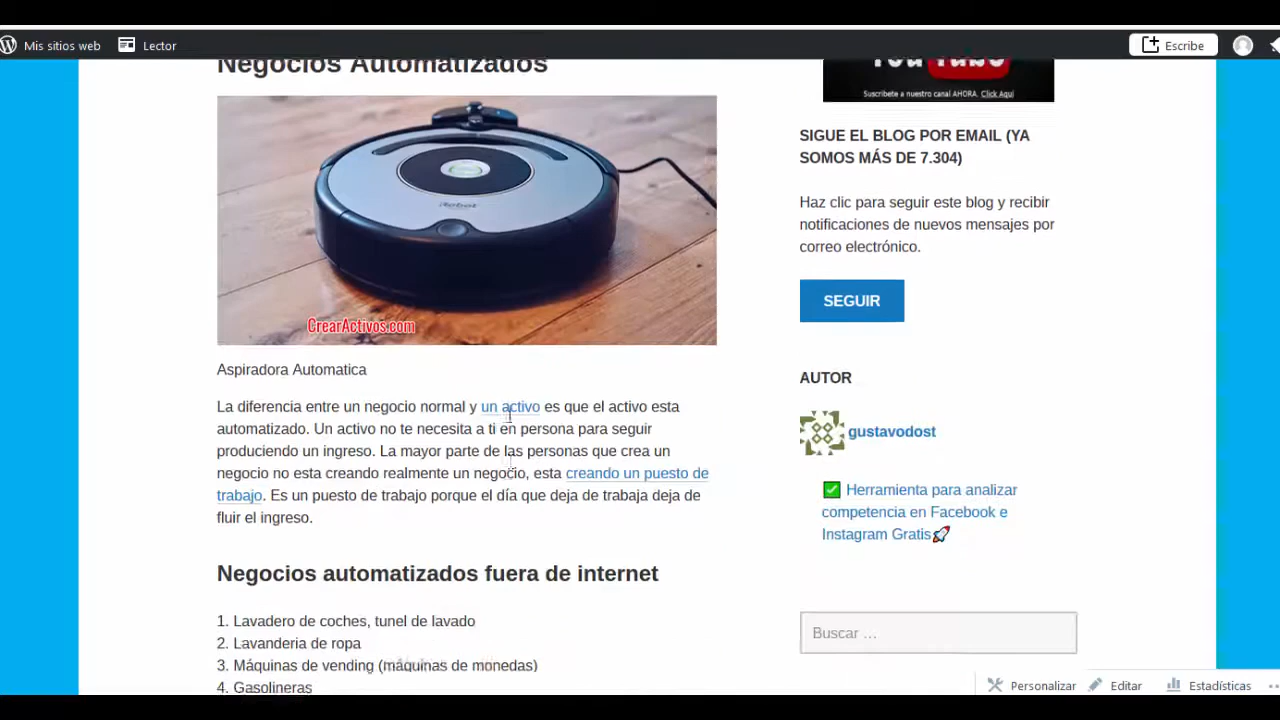 Mis sitios web
Lector
Escribe
Negocios Automatizados
iRobot
CrearActivos.com
Aspiradora Automatica
La diferencia entre un negocio normal y un activo es que el activo esta
automatizado. Un activo no te necesita a ti en persona para seguir
produciendo un ingreso. La mayor parte de las personas que crea un
negocio no esta creando realmente un negocio, esta creando un puesto de
trabajo. Es un puesto de trabajo porque el día que deja de trabaja deja de
fluir el ingreso.
Negocios automatizados fuera de internet
1. Lavadero de coches, tunel de lavado
2. Lavanderia de ropa
3. Máquinas de vending (máquinas de monedas)
4. Gasolineras
YouTube
Suscribete a nuestro canal AHORA. Click Aqui
SIGUE EL BLOG POR EMAIL (YA
SOMOS MÁS DE 7.304)
Haz clic para seguir este blog y recibir
notificaciones de nuevos mensajes por
correo electrónico.
SEGUIR
AUTOR
gustavodost
✅ Herramienta para analizar
competencia en Facebook e
Instagram Gratis🚀
Buscar …
Personalizar
Editar
Estadísticas